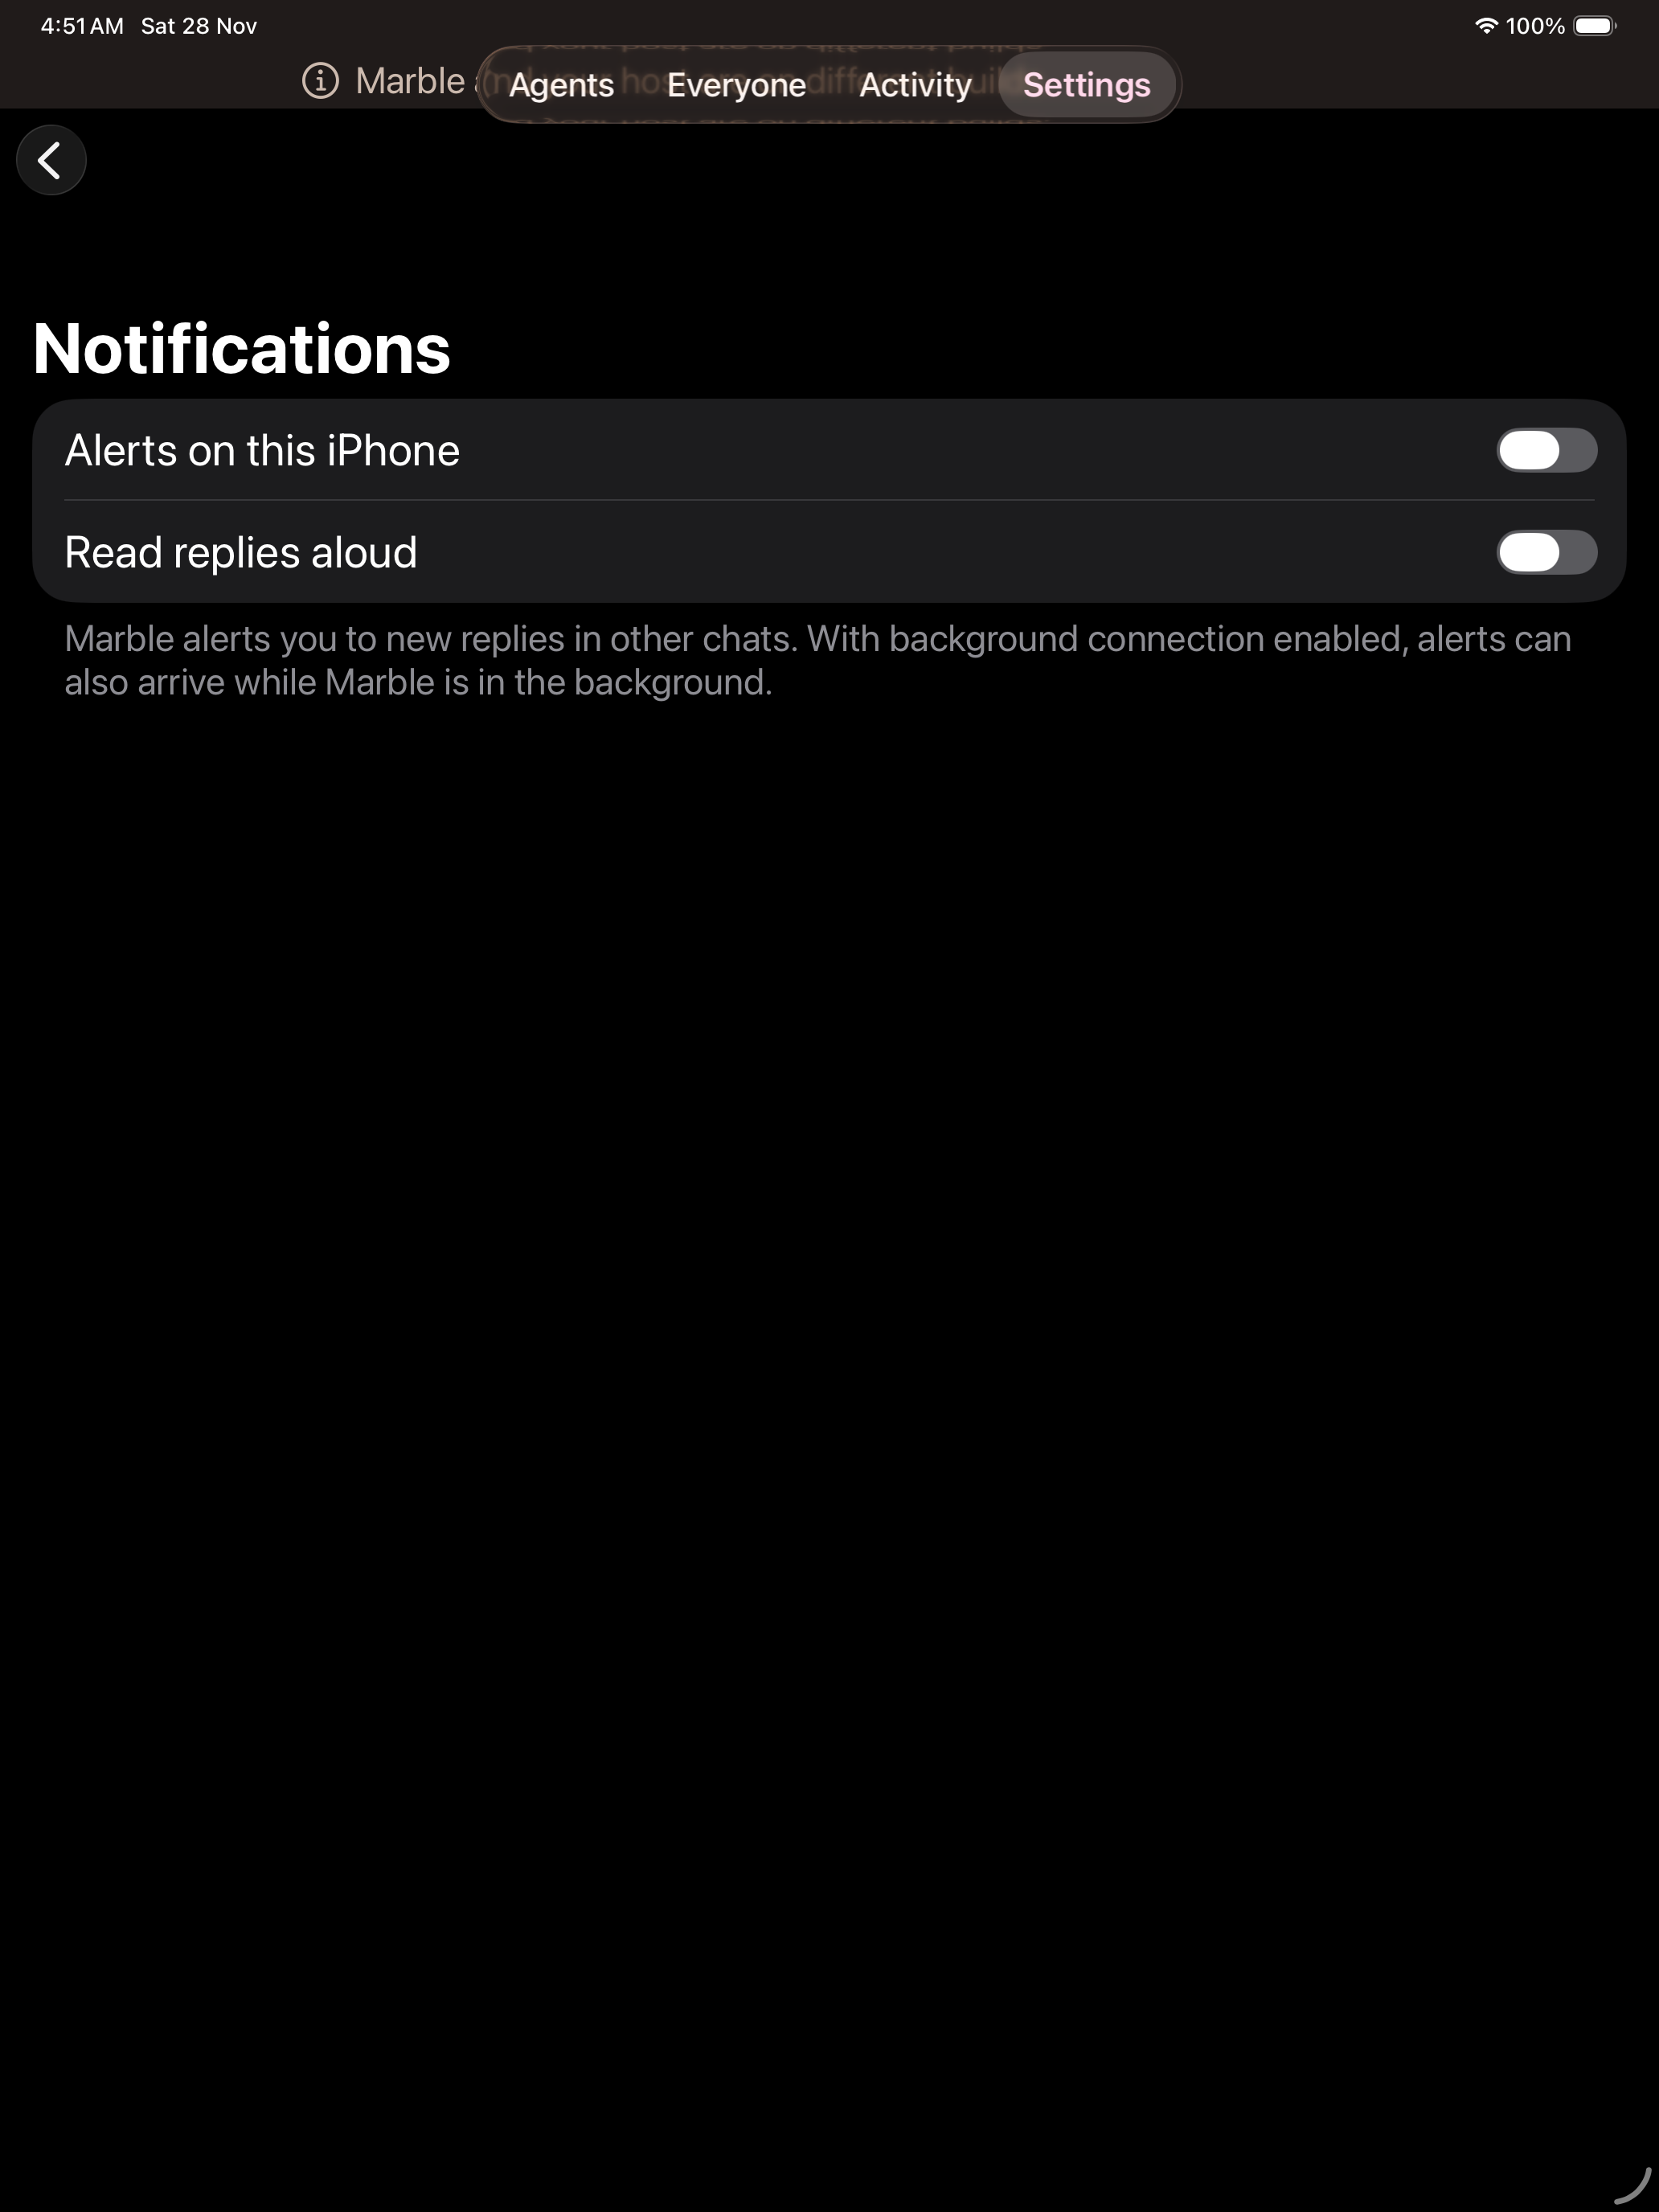 4:51 AM Sat 28 Nov 100%
Marble
Agents Everyone Activity Settings
Notifications
Alerts on this iPhone
Read replies aloud
Marble alerts you to new replies in other chats. With background connection enabled, alerts can
also arrive while Marble is in the background.